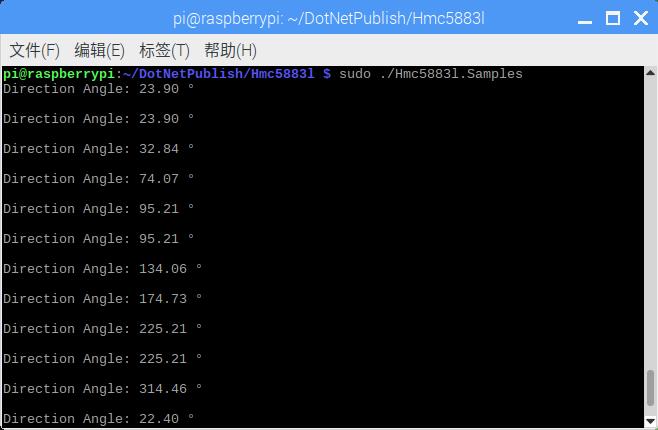 pi@raspberrypi: ~/DotNetPublish/Hmc5883l
文件(F) 编辑(E) 标签(T) 帮助(H)
pi@raspberrypi:~/DotNetPublish/Hmc5883l $ sudo ./Hmc5883l.Samples
Direction Angle: 23.90 °
Direction Angle: 23.90 °
Direction Angle: 32.84 °
Direction Angle: 74.07 °
Direction Angle: 95.21 °
Direction Angle: 95.21 °
Direction Angle: 134.06 °
Direction Angle: 174.73 °
Direction Angle: 225.21 °
Direction Angle: 225.21 °
Direction Angle: 314.46 °
Direction Angle: 22.40 °